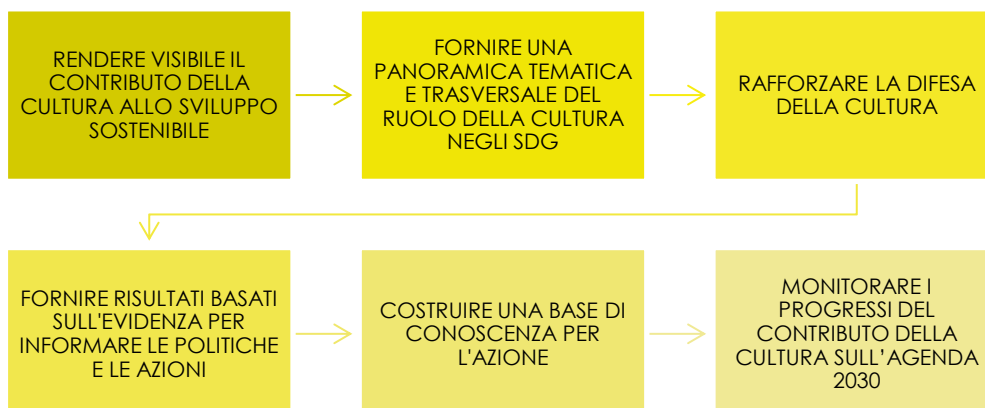 RENDERE VISIBILE IL
CONTRIBUTO DELLA
CULTURA ALLO SVILUPPO
SOSTENIBILE
FORNIRE UNA
PANORAMICA TEMATICA
E TRASVERSALE DEL
RUOLO DELLA CULTURA
NEGLI SDG
RAFFORZARE LA DIFESA
DELLA CULTURA
FORNIRE RISULTATI BASATI
SULL'EVIDENZA PER
INFORMARE LE POLITICHE
E LE AZIONI
COSTRUIRE UNA BASE DI
CONOSCENZA PER
L'AZIONE
MONITORARE I
PROGRESSI DEL
CONTRIBUTO DELLA
CULTURA SULL’AGENDA
2030